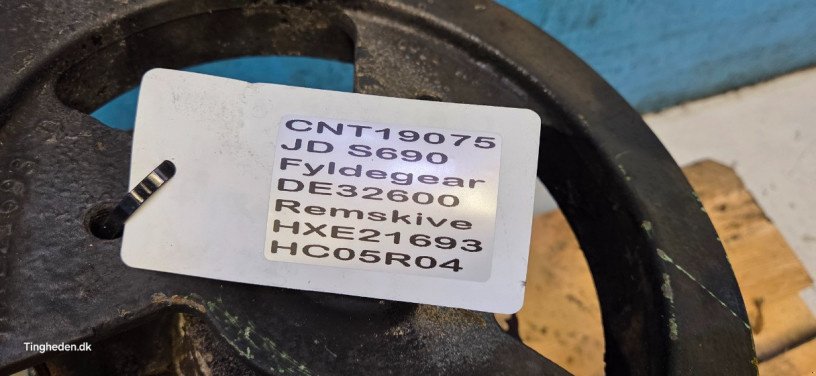 CNT19075
JD S690
Fyldegear
DE32600
Remskive
HXE21693
HC05R04
Tingheden.dk